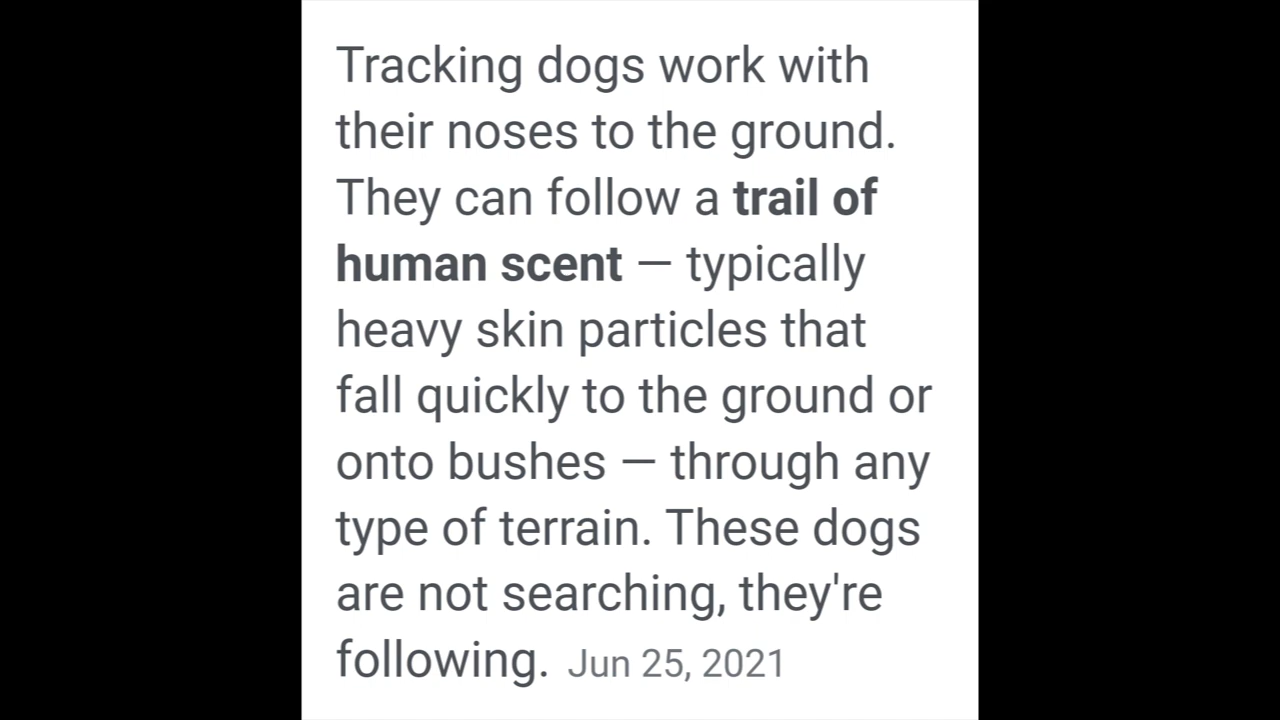 Tracking dogs work with
their noses to the ground.
They can follow a trail of
human scent — typically
heavy skin particles that
fall quickly to the ground or
onto bushes — through any
type of terrain. These dogs
are not searching, they're
following. Jun 25, 2021